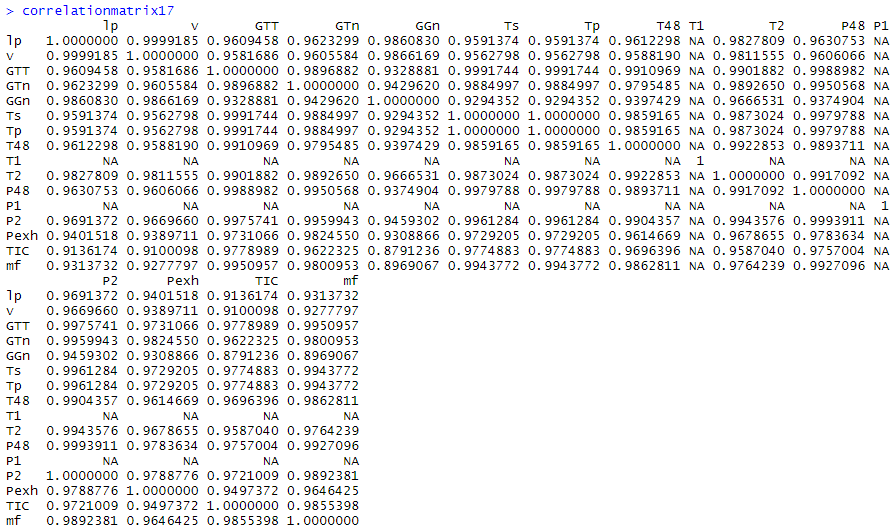 > correlationmatrix17
lp v GTT GTn GGn Ts Tp T48 T1 T2 P48 P1
lp 1.0000000 0.9999185 0.9609458 0.9623299 0.9860830 0.9591374 0.9591374 0.9612298 NA 0.9827809 0.9630753 NA
v 0.9999185 1.0000000 0.9581686 0.9605584 0.9866169 0.9562798 0.9562798 0.9588190 NA 0.9811555 0.9606066 NA
GTT 0.9609458 0.9581686 1.0000000 0.9896882 0.9328881 0.9991744 0.9991744 0.9910969 NA 0.9901882 0.9988982 NA
GTn 0.9623299 0.9605584 0.9896882 1.0000000 0.9429620 0.9884997 0.9884997 0.9795485 NA 0.9892650 0.9950568 NA
GGn 0.9860830 0.9866169 0.9328881 0.9429620 1.0000000 0.9294352 0.9294352 0.9397429 NA 0.9666531 0.9374904 NA
Ts 0.9591374 0.9562798 0.9991744 0.9884997 0.9294352 1.0000000 1.0000000 0.9859165 NA 0.9873024 0.9979788 NA
Tp 0.9591374 0.9562798 0.9991744 0.9884997 0.9294352 1.0000000 1.0000000 0.9859165 NA 0.9873024 0.9979788 NA
T48 0.9612298 0.9588190 0.9910969 0.9795485 0.9397429 0.9859165 0.9859165 1.0000000 NA 0.9922853 0.9893711 NA
T1 NA NA NA NA NA NA NA NA 1 NA NA NA
T2 0.9827809 0.9811555 0.9901882 0.9892650 0.9666531 0.9873024 0.9873024 0.9922853 NA 1.0000000 0.9917092 NA
P48 0.9630753 0.9606066 0.9988982 0.9950568 0.9374904 0.9979788 0.9979788 0.9893711 NA 0.9917092 1.0000000 NA
P1 NA NA NA NA NA NA NA NA NA NA NA 1
P2 0.9691372 0.9669660 0.9975741 0.9959943 0.9459302 0.9961284 0.9961284 0.9904357 NA 0.9943576 0.9993911 NA
Pexh 0.9401518 0.9389711 0.9731066 0.9824550 0.9308866 0.9729205 0.9729205 0.9614669 NA 0.9678655 0.9783634 NA
TIC 0.9136174 0.9100098 0.9778989 0.9622325 0.8791236 0.9774883 0.9774883 0.9696396 NA 0.9587040 0.9757004 NA
mf 0.9313732 0.9277797 0.9950957 0.9800953 0.8969067 0.9943772 0.9943772 0.9862811 NA 0.9764239 0.9927096 NA
P2 Pexh TIC mf
lp 0.9691372 0.9401518 0.9136174 0.9313732
v 0.9669660 0.9389711 0.9100098 0.9277797
GTT 0.9975741 0.9731066 0.9778989 0.9950957
GTn 0.9959943 0.9824550 0.9622325 0.9800953
GGn 0.9459302 0.9308866 0.8791236 0.8969067
Ts 0.9961284 0.9729205 0.9774883 0.9943772
Tp 0.9961284 0.9729205 0.9774883 0.9943772
T48 0.9904357 0.9614669 0.9696396 0.9862811
T1 NA NA NA NA
T2 0.9943576 0.9678655 0.9587040 0.9764239
P48 0.9993911 0.9783634 0.9757004 0.9927096
P1 NA NA NA NA
P2 1.0000000 0.9788776 0.9721009 0.9892381
Pexh 0.9788776 1.0000000 0.9497372 0.9646425
TIC 0.9721009 0.9497372 1.0000000 0.9855398
mf 0.9892381 0.9646425 0.9855398 1.0000000